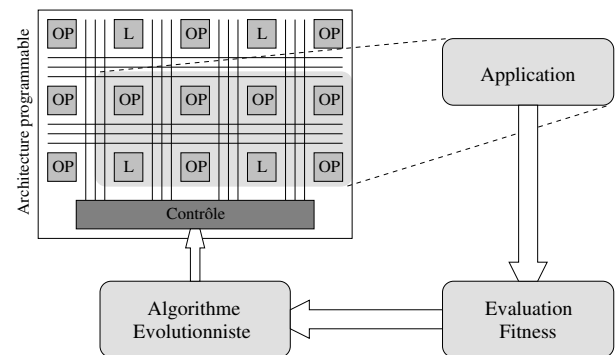 Architecture programmable
OP L OP L OP
OP OP OP OP OP
OP L OP L OP
Contrôle
Application
Algorithme
Evolutionniste
Evaluation
Fitness